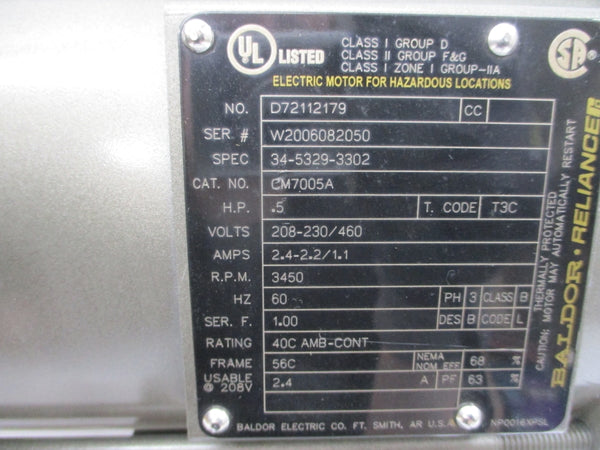 UL LISTED
CLASS I GROUP D
CLASS II GROUP F&G
CLASS I ZONE I GROUP-IIA
SA
ELECTRIC MOTOR FOR HAZARDOUS LOCATIONS
NO. D72112179 CC
SER. # W2006082050
SPEC 34-5329-3302
CAT. NO. CM7005A
H.P. .5 T. CODE T3C
VOLTS 208-230/460
AMPS 2.4-2.2/1.1
R.P.M. 3450
HZ 60 PH 3 CLASS B
SER. F. 1.00 DES B CODE L
RATING 40C AMB-CONT
FRAME 56C NEMA NOM EFF 68 %
USABLE @ 208V 2.4 A PF 63 %
BALDOR ELECTRIC CO. FT. SMITH, AR U.S.A. NP0016XPSL
THERMALLY PROTECTED
CAUTION: MOTOR MAY AUTOMATICALLY RESTART
BALDOR · RELIANCE